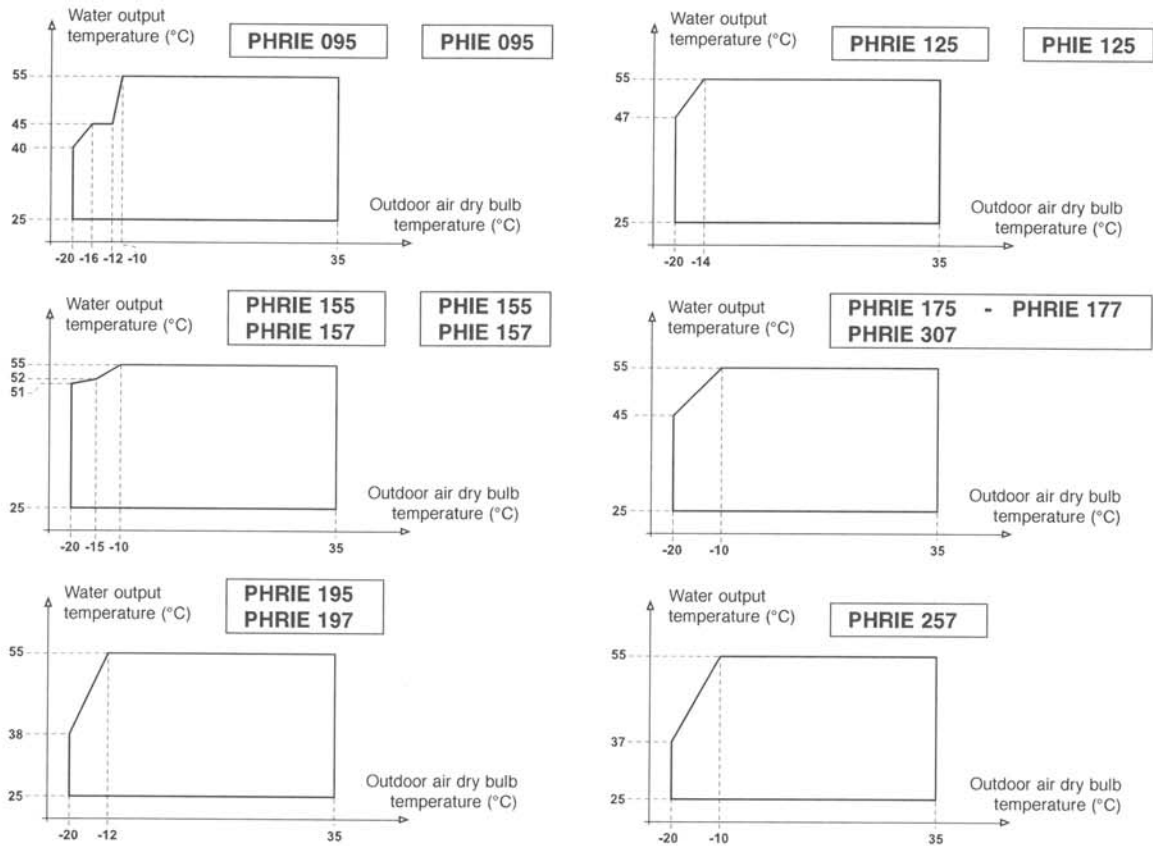 Water output
temperature (°C)
PHRIE 095
PHIE 095
55
45
40
25
Outdoor air dry bulb
temperature (°C)
-20 -16 -12 -10 35
Water output
temperature (°C)
PHRIE 125
PHIE 125
55
47
25
Outdoor air dry bulb
temperature (°C)
-20 -14 35
Water output
temperature (°C)
PHRIE 155
PHRIE 157
PHIE 155
PHIE 157
55
52
51
25
Outdoor air dry bulb
temperature (°C)
-20 -15 -10 35
Water output
temperature (°C)
PHRIE 175 - PHRIE 177
PHRIE 307
55
45
25
Outdoor air dry bulb
temperature (°C)
-20 -10 35
Water output
temperature (°C)
PHRIE 195
PHRIE 197
55
38
25
Outdoor air dry bulb
temperature (°C)
-20 -12 35
Water output
temperature (°C)
PHRIE 257
55
37
25
Outdoor air dry bulb
temperature (°C)
-20 -10 35